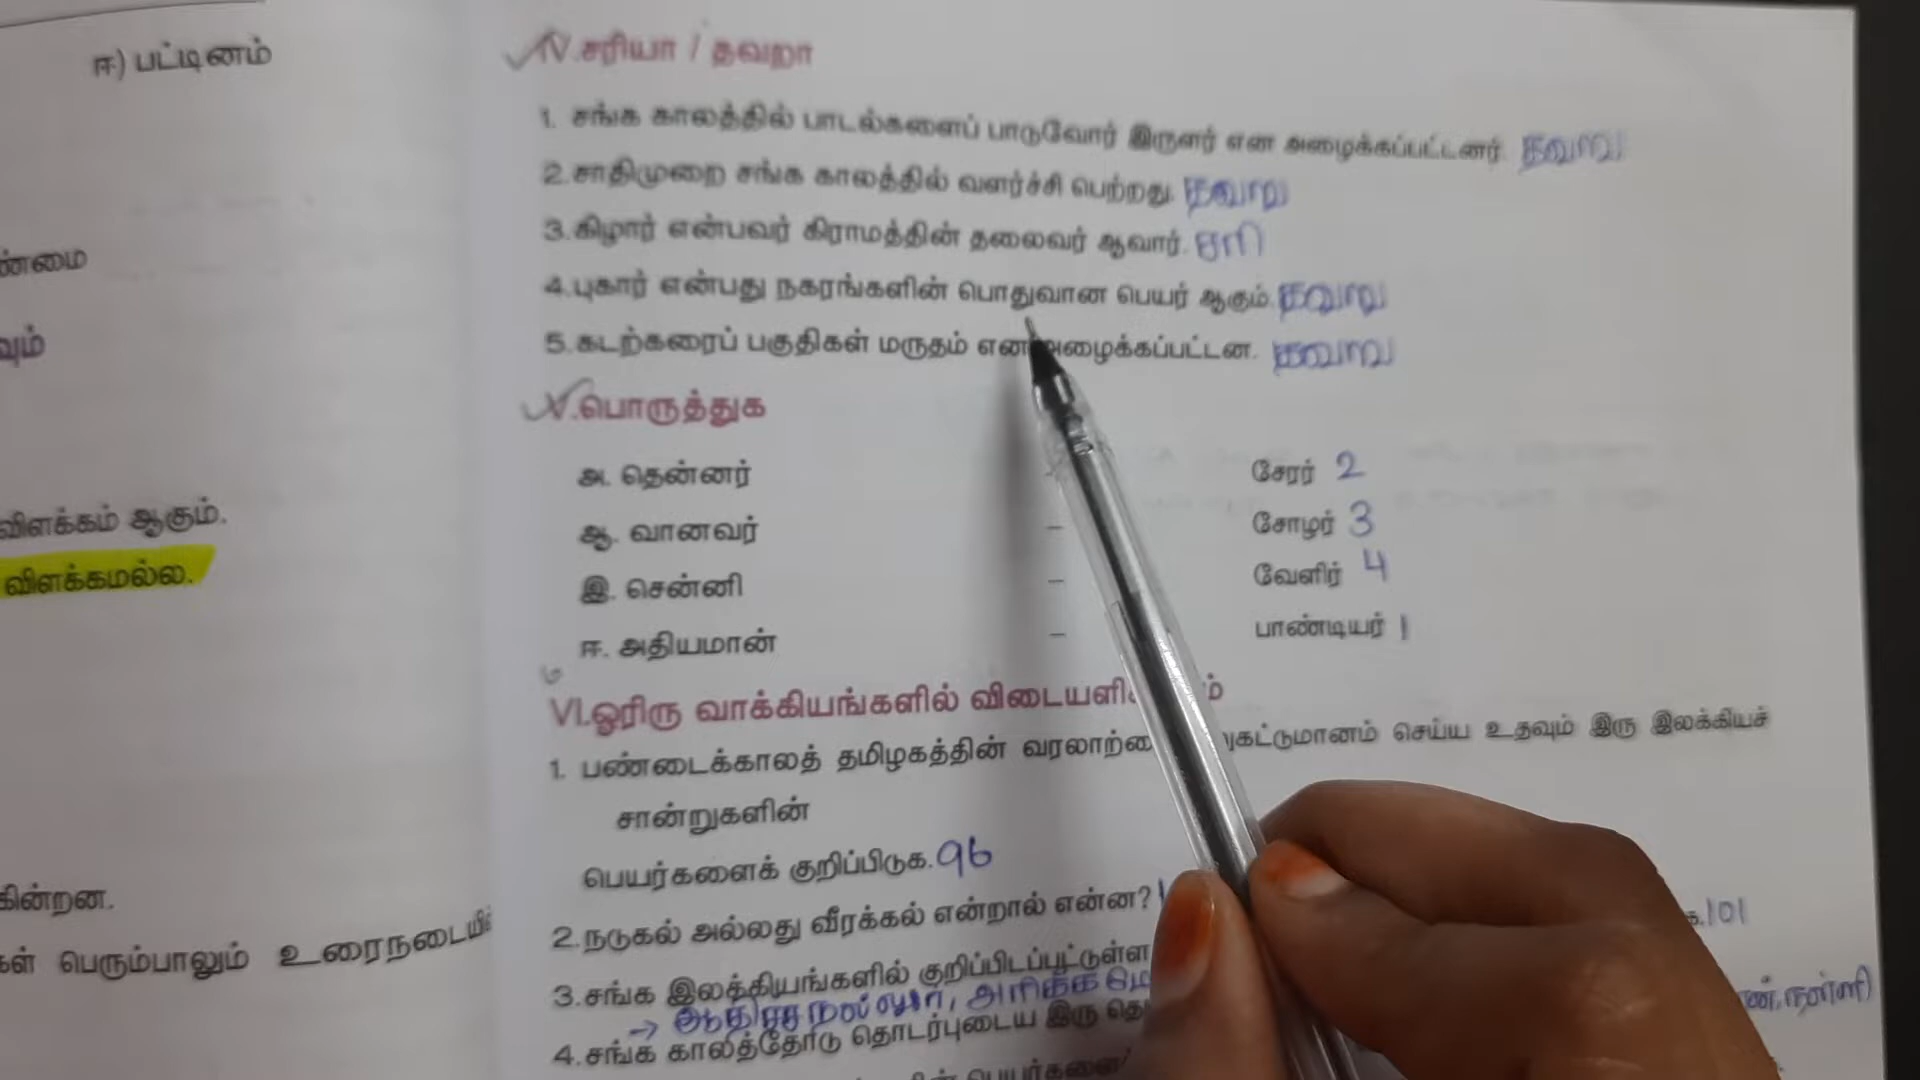 ஈ) பட்டினம்
ண்மை
வும்
விளக்கம் ஆகும்.
விளக்கமல்ல.
கின்றன.
கள் பெரும்பாலும் உரைநடையில்
IV.சரியா / தவறா
1. சங்க காலத்தில் பாடல்களைப் பாடுவோர் இருளர் என அழைக்கப்பட்டனர். தவறு
2.சாதிமுறை சங்க காலத்தில் வளர்ச்சி பெற்றது. தவறு
3.கிழார் என்பவர் கிராமத்தின் தலைவர் ஆவார். சரி
4.புகார் என்பது நகரங்களின் பொதுவான பெயர் ஆகும். தவறு
5.கடற்கரைப் பகுதிகள் மருதம் என அழைக்கப்பட்டன. தவறு
V.பொருத்துக
அ. தென்னர் - சேரர் 2
ஆ. வானவர் - சோழர் 3
இ. சென்னி - வேளிர் 4
ஈ. அதியமான் - பாண்டியர் 1
VI.ஓரிரு வாக்கியங்களில் விடையளி
1. பண்டைக்காலத் தமிழகத்தின் வரலாற்றை கட்டுமானம் செய்ய உதவும் இரு இலக்கியச்
சான்றுகளின்
பெயர்களைக் குறிப்பிடுக. 96
2.நடுகல் அல்லது வீரக்கல் என்றால் என்ன?
3.சங்க இலக்கியங்களில் குறிப்பிடப்பட்டுள்ள 101
4.சங்க காலத்தோடு தொடர்புடைய இரு